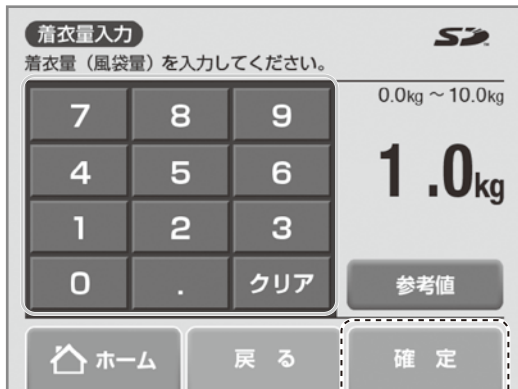 着衣量入力
SD
着衣量（風袋量）を入力してください。
0.0kg ～ 10.0kg
7 8 9
4 5 6
1 2 3
0 . クリア
1.0kg
参考値
ホーム 戻る 確定